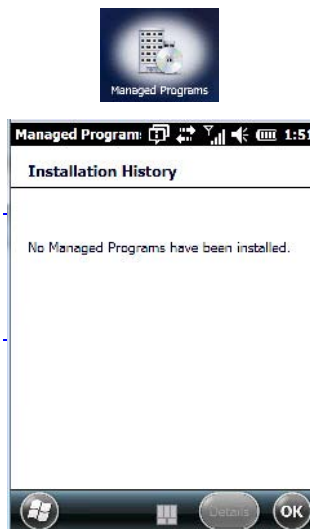 Managed Programs
Managed Program: 1:51
Installation History
No Managed Programs have been installed.
Details OK